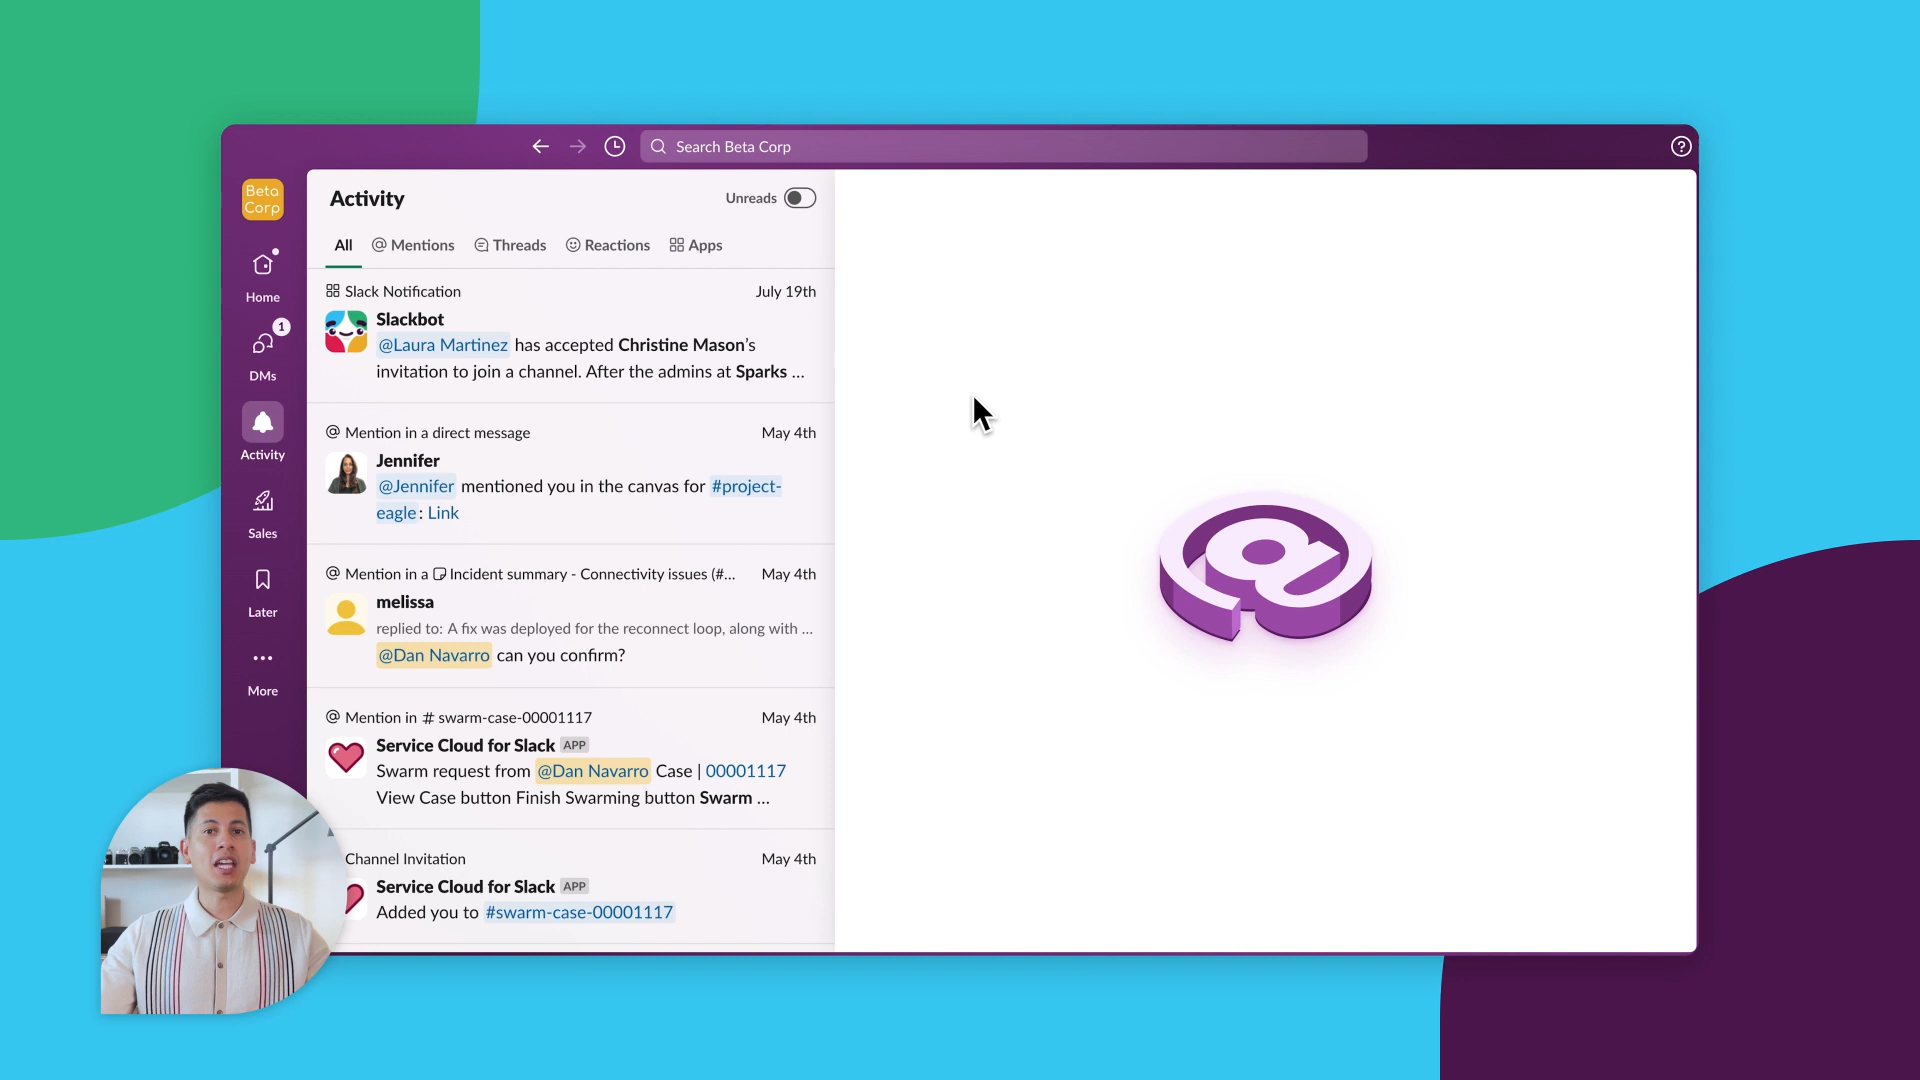 Search Beta Corp
Beta
Corp
Home
1
DMs
Activity
Sales
Later
More
Activity
Unreads
All
Mentions
Threads
Reactions
Apps
Slack Notification
July 19th
Slackbot
@Laura Martinez has accepted Christine Mason’s
invitation to join a channel. After the admins at Sparks ...
@ Mention in a direct message
May 4th
Jennifer
@Jennifer mentioned you in the canvas for #project-
eagle: Link
@ Mention in a Incident summary - Connectivity issues (#...
May 4th
melissa
replied to: A fix was deployed for the reconnect loop, along with ...
@Dan Navarro can you confirm?
@ Mention in # swarm-case-00001117
May 4th
Service Cloud for Slack APP
Swarm request from @Dan Navarro Case | 00001117
View Case button Finish Swarming button Swarm ...
Channel Invitation
May 4th
Service Cloud for Slack APP
Added you to #swarm-case-00001117
@